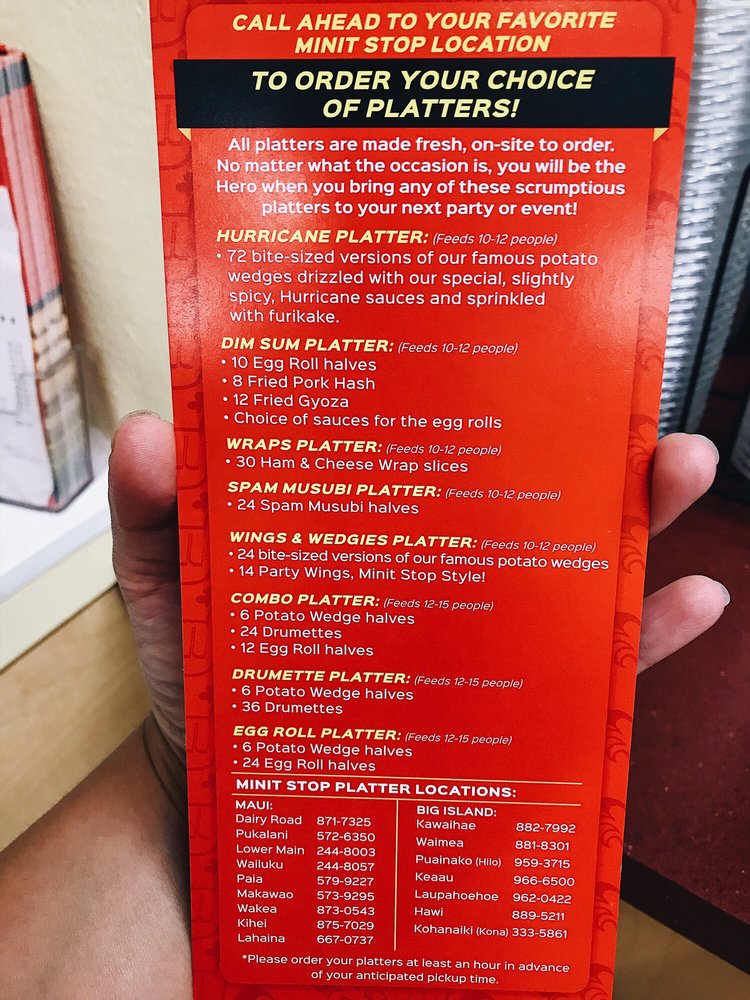 CALL AHEAD TO YOUR FAVORITE
MINIT STOP LOCATION
TO ORDER YOUR CHOICE
OF PLATTERS!
All platters are made fresh, on-site to order.
No matter what the occasion is, you will be the
Hero when you bring any of these scrumptious
platters to your next party or event!
HURRICANE PLATTER: (Feeds 10-12 people)
• 72 bite-sized versions of our famous potato
wedges drizzled with our special, slightly
spicy, Hurricane sauces and sprinkled
with furikake.
DIM SUM PLATTER: (Feeds 10-12 people)
• 10 Egg Roll halves
• 8 Fried Pork Hash
• 12 Fried Gyoza
• Choice of sauces for the egg rolls
WRAPS PLATTER: (Feeds 10-12 people)
• 30 Ham & Cheese Wrap slices
SPAM MUSUBI PLATTER: (Feeds 10-12 people)
• 24 Spam Musubi halves
WINGS & WEDGIES PLATTER: (Feeds 10-12 people)
• 24 bite-sized versions of our famous potato wedges
• 14 Party Wings, Minit Stop Style!
COMBO PLATTER: (Feeds 12-15 people)
• 6 Potato Wedge halves
• 24 Drumettes
• 12 Egg Roll halves
DRUMETTE PLATTER: (Feeds 12-15 people)
• 6 Potato Wedge halves
• 36 Drumettes
EGG ROLL PLATTER: (Feeds 12-15 people)
• 6 Potato Wedge halves
• 24 Egg Roll halves
MINIT STOP PLATTER LOCATIONS:
MAUI:
Dairy Road 871-7325
Pukalani 572-6350
Lower Main 244-8003
Wailuku 244-8057
Paia 579-9227
Makawao 573-9295
Wakea 873-0543
Kihei 875-7029
Lahaina 667-0737
BIG ISLAND:
Kawaihae 882-7992
Waimea 881-8301
Puainako (Hilo) 959-3715
Keaau 966-6500
Laupahoehoe 962-0422
Hawi 889-5211
Kohanaiki (Kona) 333-5861
*Please order your platters at least an hour in advance
of your anticipated pickup time.